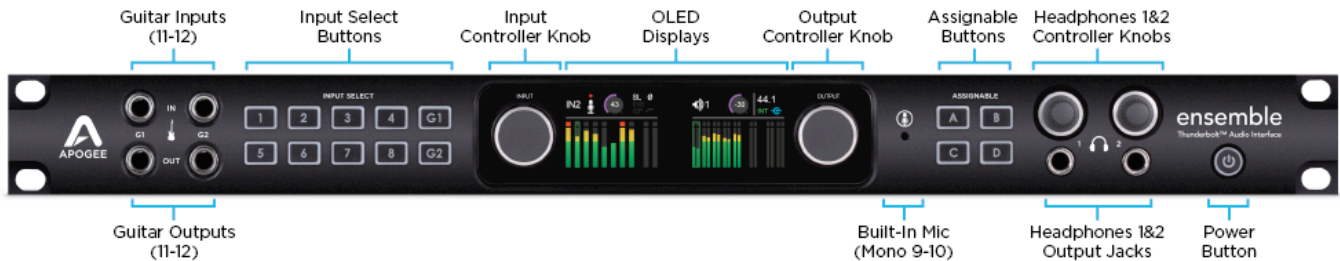 Guitar Inputs
(11-12)
Input Select
Buttons
Input
Controller Knob
OLED
Displays
Output
Controller Knob
Assignable
Buttons
Headphones 1&2
Controller Knobs
APOGEE
IN
G1
G2
OUT
INPUT SELECT
1 2 3 4 G1
5 6 7 8 G2
INPUT
IN2 43 BL Ø
1 -30 44.1
INT
OUTPUT
ASSIGNABLE
A B
C D
1 2
ensemble
Thunderbolt™ Audio Interface
Guitar Outputs
(11-12)
Built-In Mic
(Mono 9-10)
Headphones 1&2
Output Jacks
Power
Button